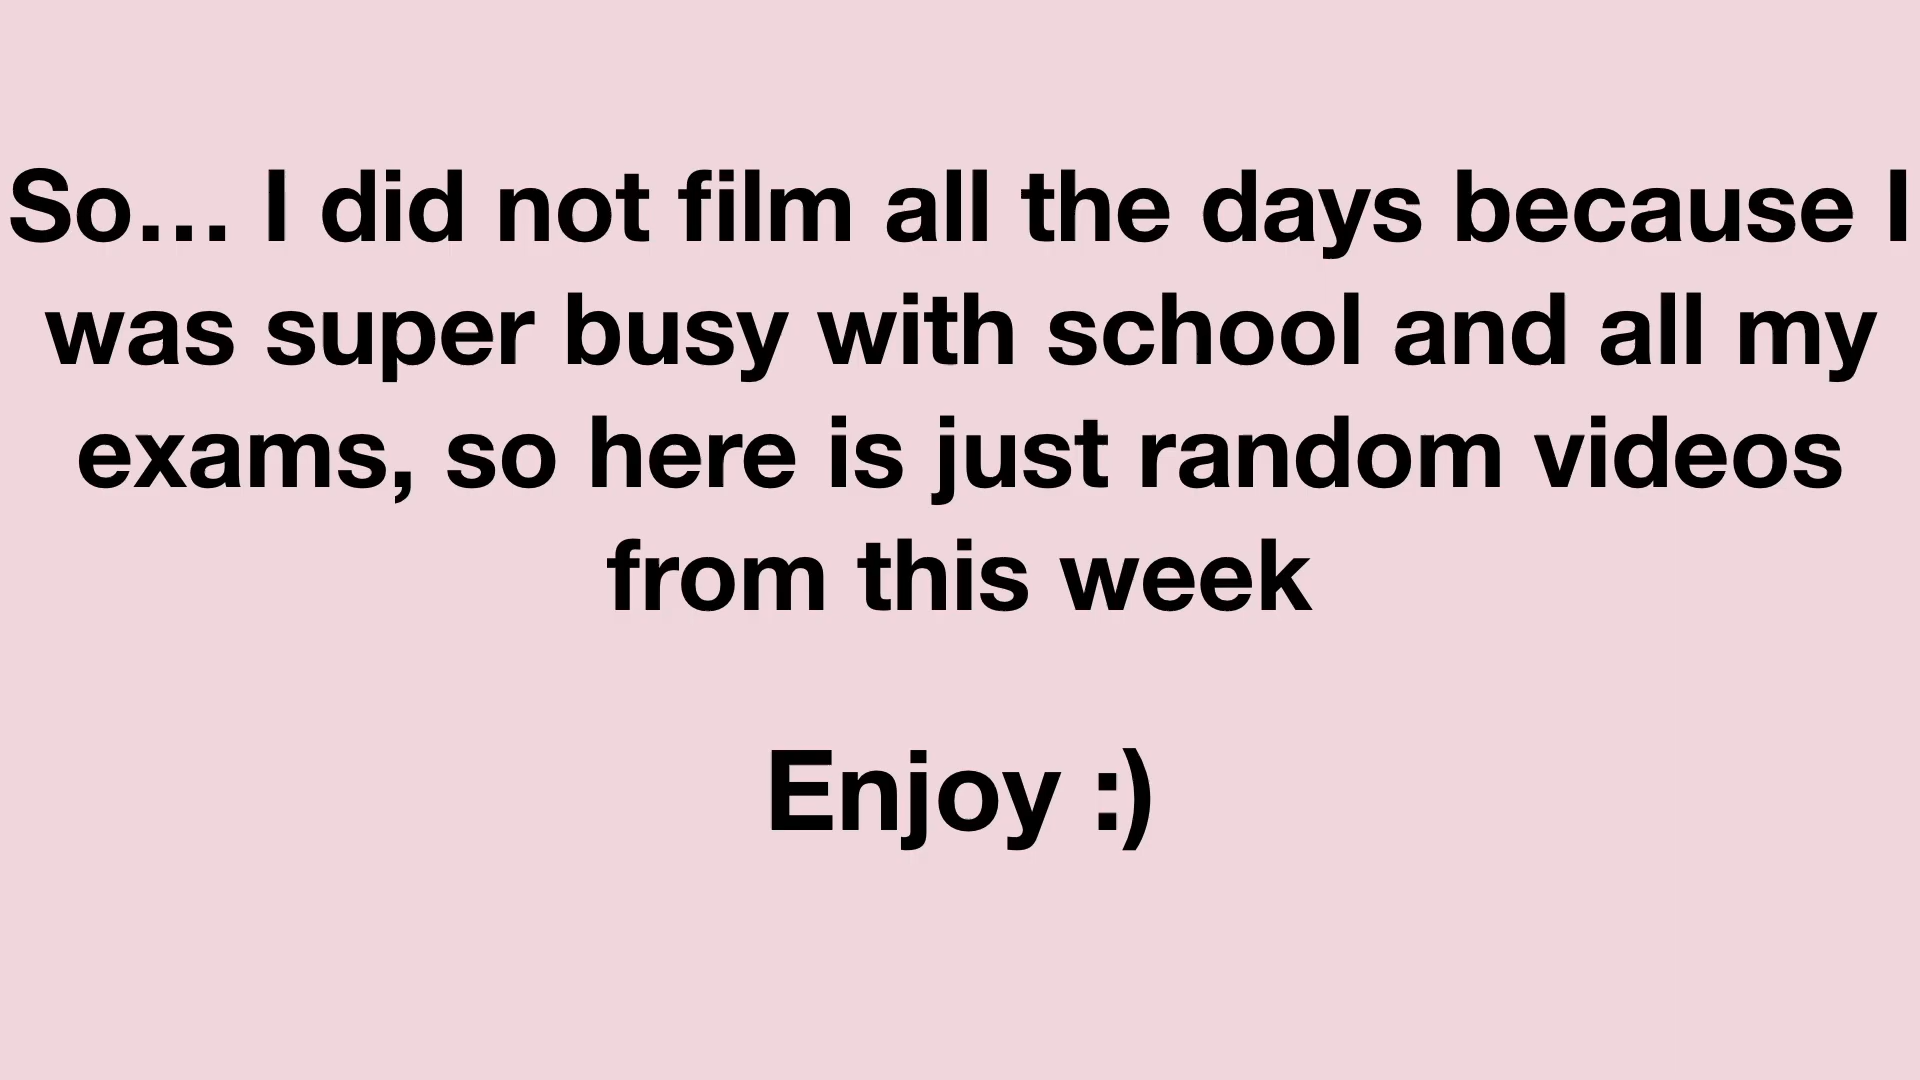 So… I did not film all the days because I
was super busy with school and all my
exams, so here is just random videos
from this week
Enjoy :)